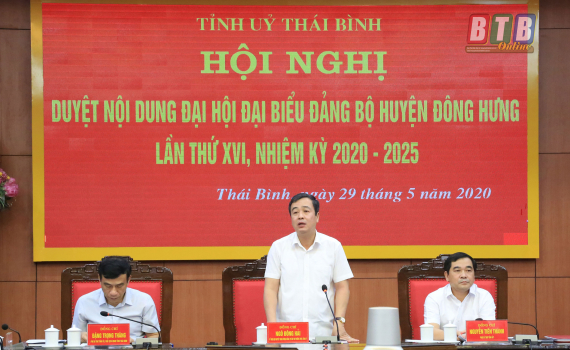 BTB
Online
TỈNH UỶ THÁI BÌNH
HỘI NGHỊ
DUYỆT NỘI DUNG ĐẠI HỘI ĐẠI BIỂU ĐẢNG BỘ HUYỆN ĐÔNG HƯNG
LẦN THỨ XVI, NHIỆM KỲ 2020 - 2025
Thái Bình, ngày 29 tháng 5 năm 2020
ĐỒNG CHÍ
ĐẶNG TRỌNG THĂNG
ĐỒNG CHÍ
NGÔ ĐÔNG HẢI
ĐỒNG CHÍ
NGUYỄN TIẾN THÀNH